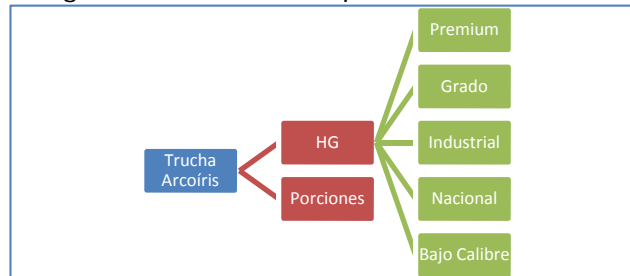 Premium
Grado
HG
Industrial
Trucha
Arcoíris
Porciones
Nacional
Bajo Calibre